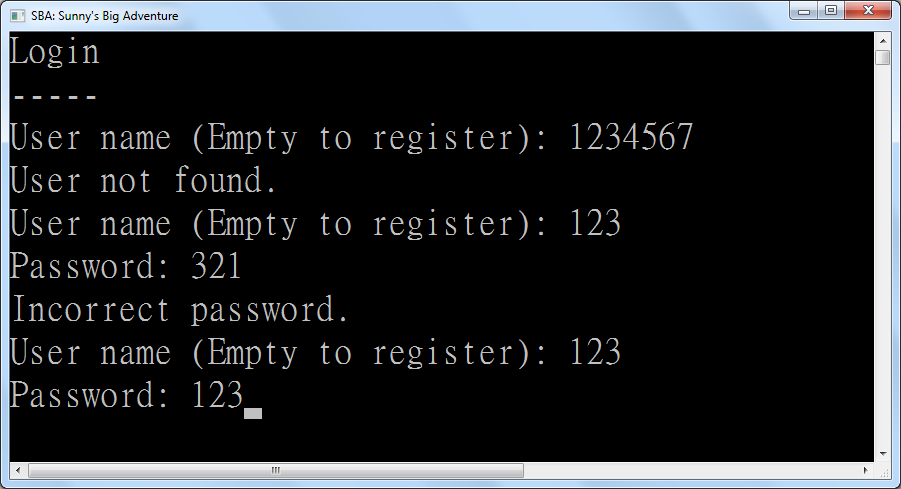 SBA: Sunny's Big Adventure
Login
-----
User name (Empty to register): 1234567
User not found.
User name (Empty to register): 123
Password: 321
Incorrect password.
User name (Empty to register): 123
Password: 123